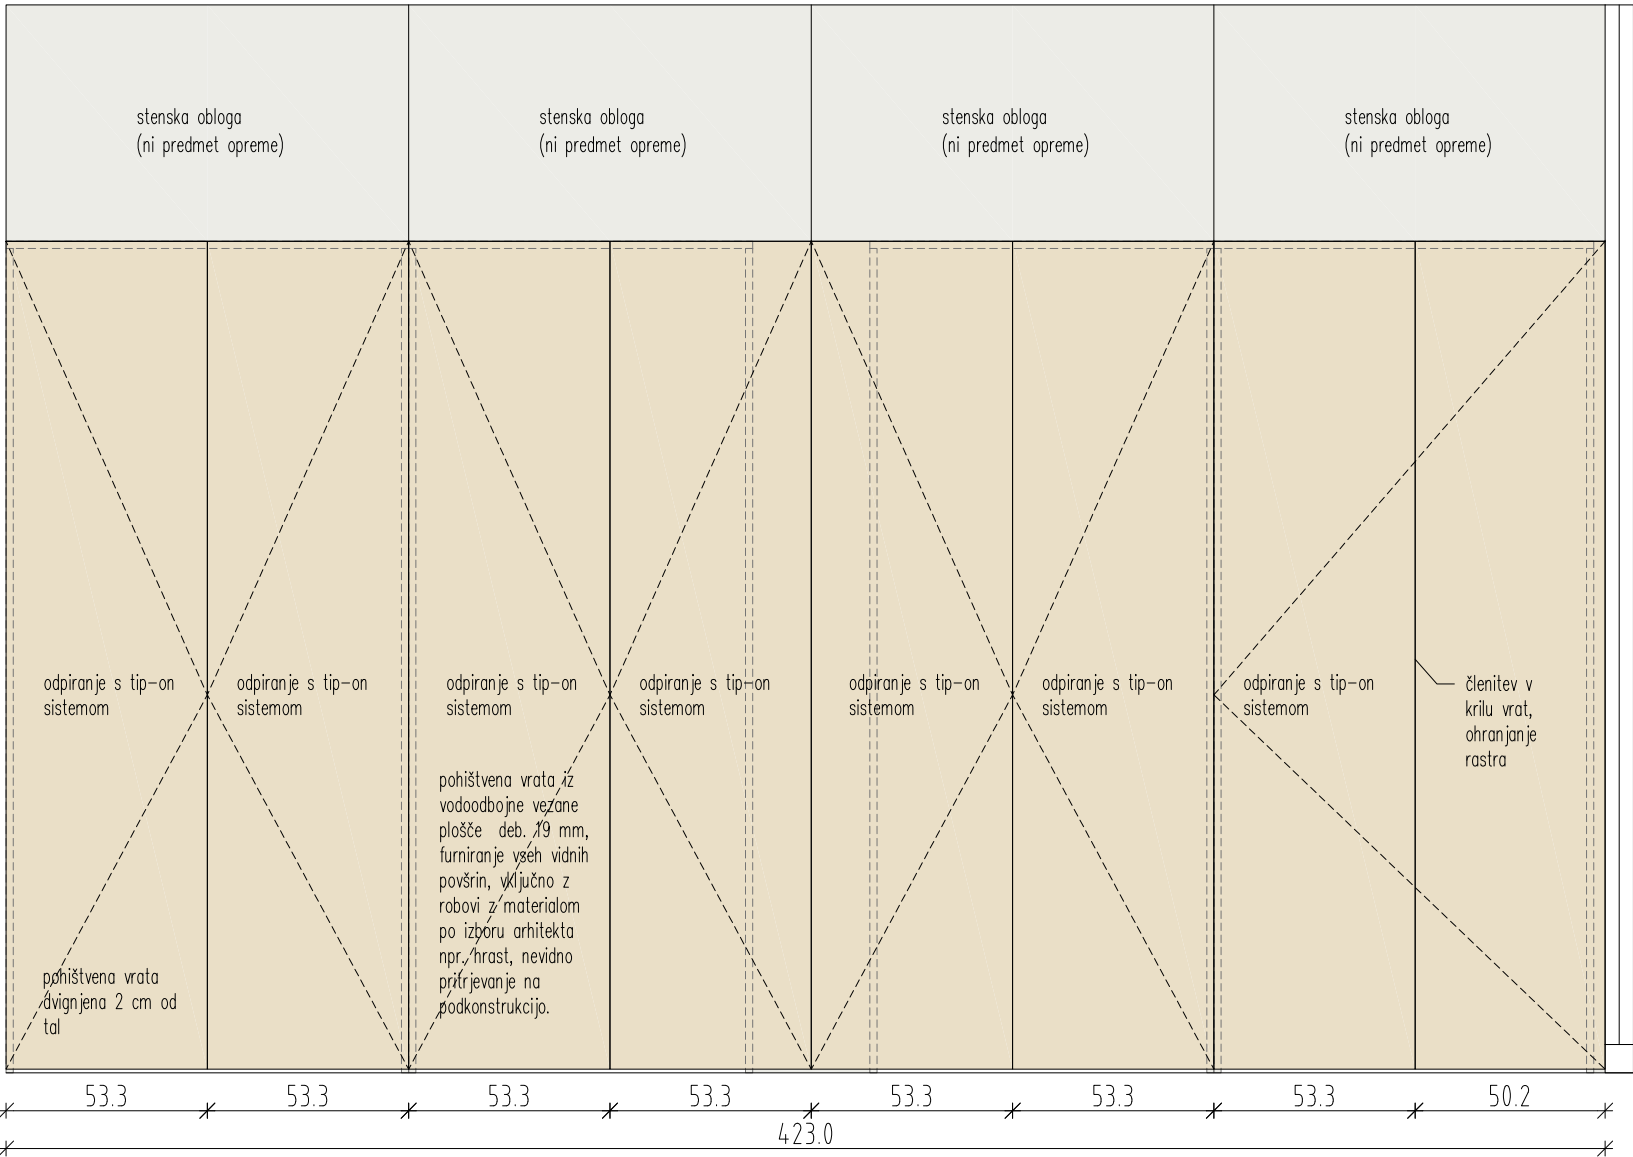 stenska obloga
(ni predmet opreme)
stenska obloga
(ni predmet opreme)
stenska obloga
(ni predmet opreme)
stenska obloga
(ni predmet opreme)
odpiranje s tip-on
sistemom
odpiranje s tip-on
sistemom
odpiranje s tip-on
sistemom
odpiranje s tip-on
sistemom
odpiranje s tip-on
sistemom
odpiranje s tip-on
sistemom
odpiranje s tip-on
sistemom
členitev v
krilu vrat,
ohranjanje
rastra
pohištvena vrata iz
vodoodbojne vezane
plošče deb. 19 mm,
furniranje vseh vidnih
površin, vključno z
robovi z materialom
po izboru arhitekta
npr. hrast, nevidno
pritrjevanje na
podkonstrukcijo.
pohištvena vrata
dvignjena 2 cm od
tal
53.3
53.3
53.3
53.3
53.3
53.3
53.3
50.2
423.0